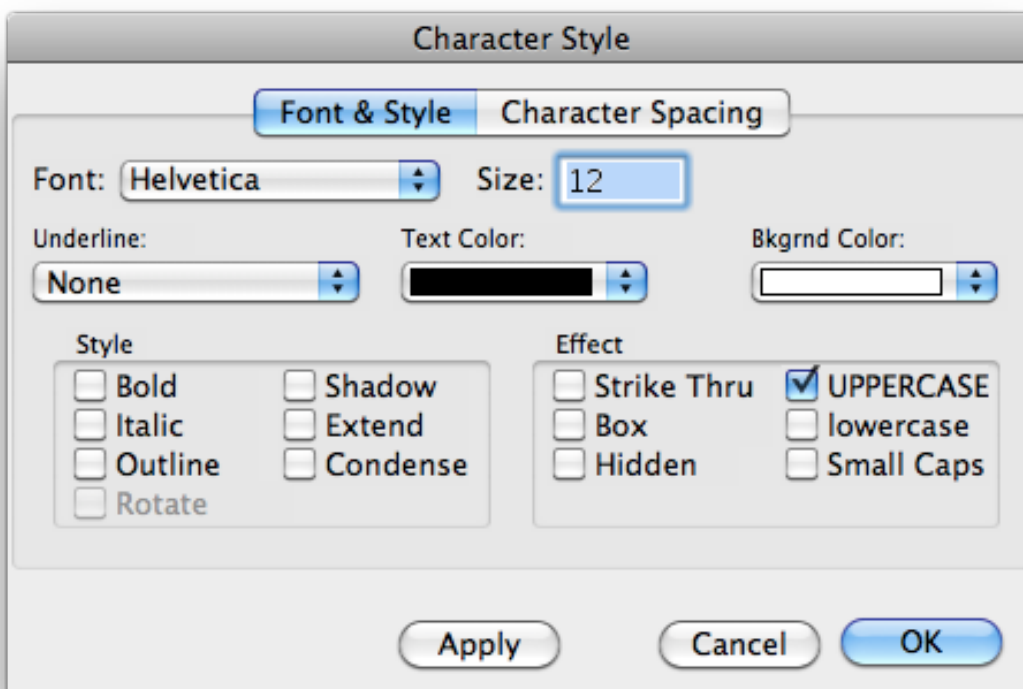 Character Style
Font & Style Character Spacing
Font: Helvetica Size: 12
Underline: Text Color: Bkgrnd Color:
None
Style Effect
Bold Shadow Strike Thru UPPERCASE
Italic Extend Box lowercase
Outline Condense Hidden Small Caps
Rotate
Apply Cancel OK